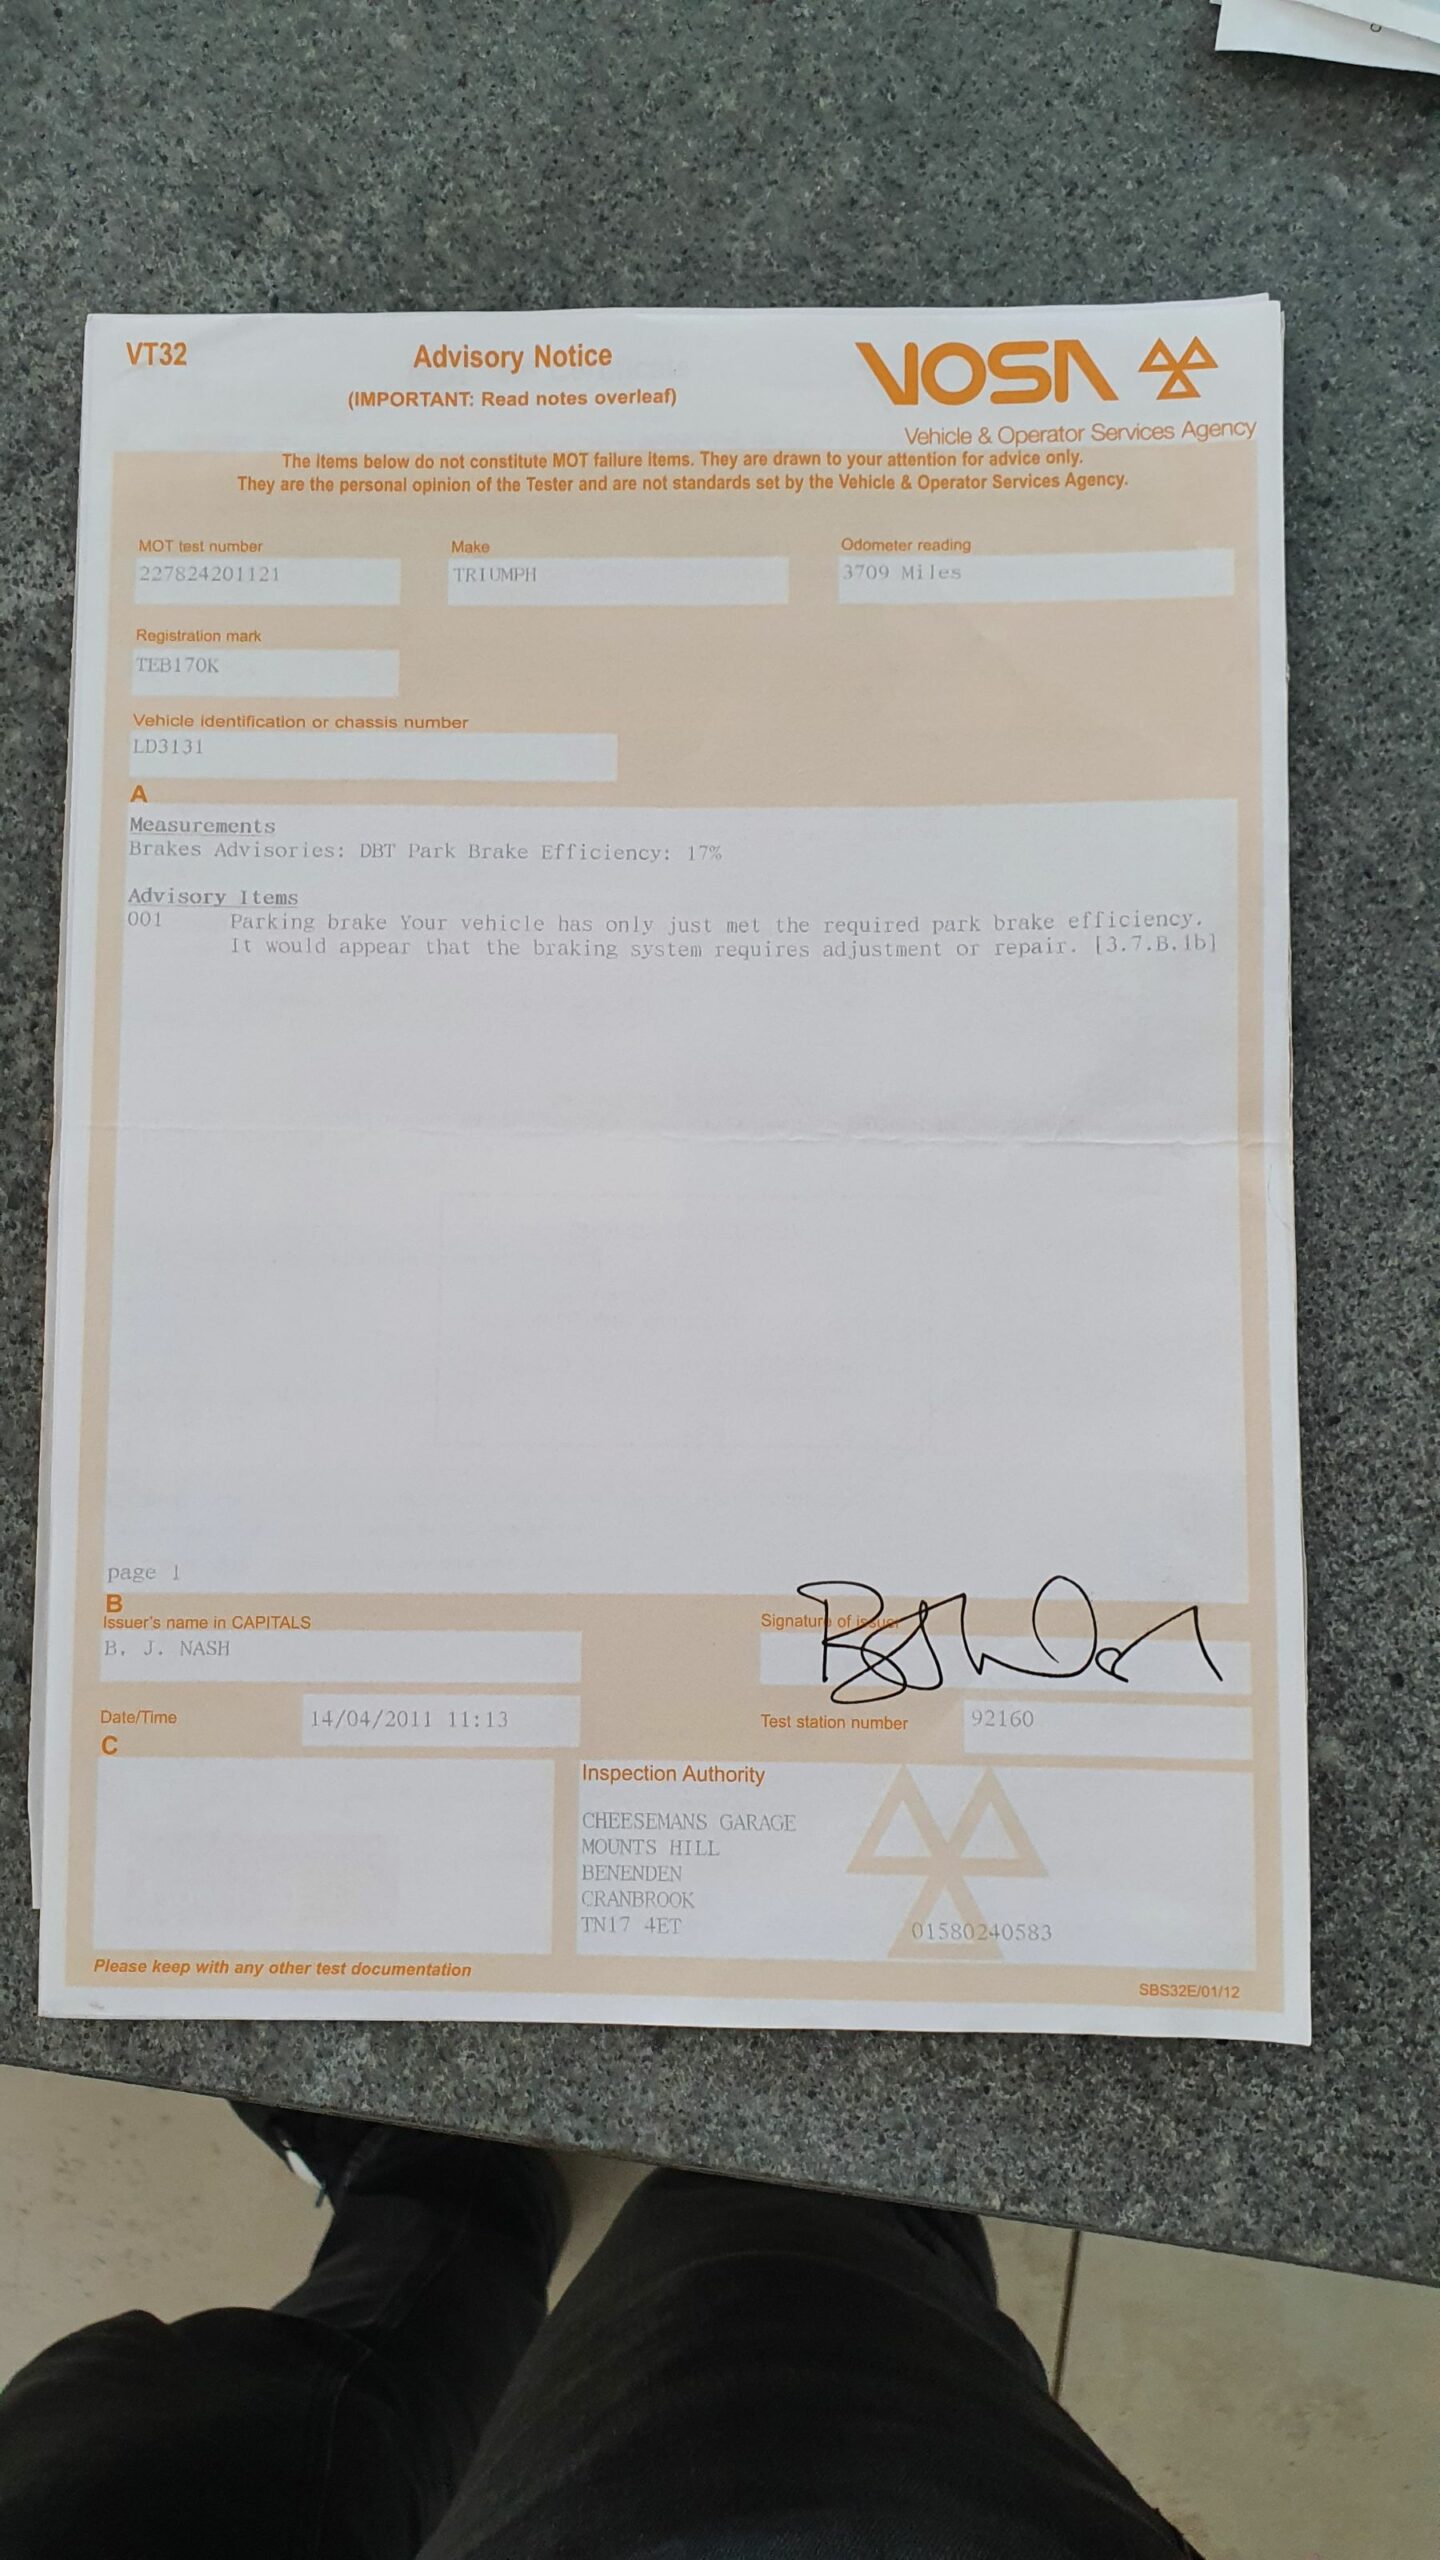 VT32
Advisory Notice
(IMPORTANT: Read notes overleaf)
VOSA
Vehicle & Operator Services Agency
The items below do not constitute MOT failure items. They are drawn to your attention for advice only.
They are the personal opinion of the Tester and are not standards set by the Vehicle & Operator Services Agency.
MOT test number
227824201121
Make
TRIUMPH
Odometer reading
3709 Miles
Registration mark
TEB170K
Vehicle identification or chassis number
LD3131
A
Measurements
Brakes Advisories: DBT Park Brake Efficiency: 17%
Advisory Items
001 Parking brake Your vehicle has only just met the required park brake efficiency.
It would appear that the braking system requires adjustment or repair. [3.7.B.1b]
page 1
B
Issuer's name in CAPITALS
B. J. NASH
Signature of issuer
Date/Time
14/04/2011 11:13
Test station number
92160
C
Inspection Authority
CHEESEMANS GARAGE
MOUNTS HILL
BENENDEN
CRANBROOK
TN17 4ET
01580240583
Please keep with any other test documentation
SBS32E/01/12